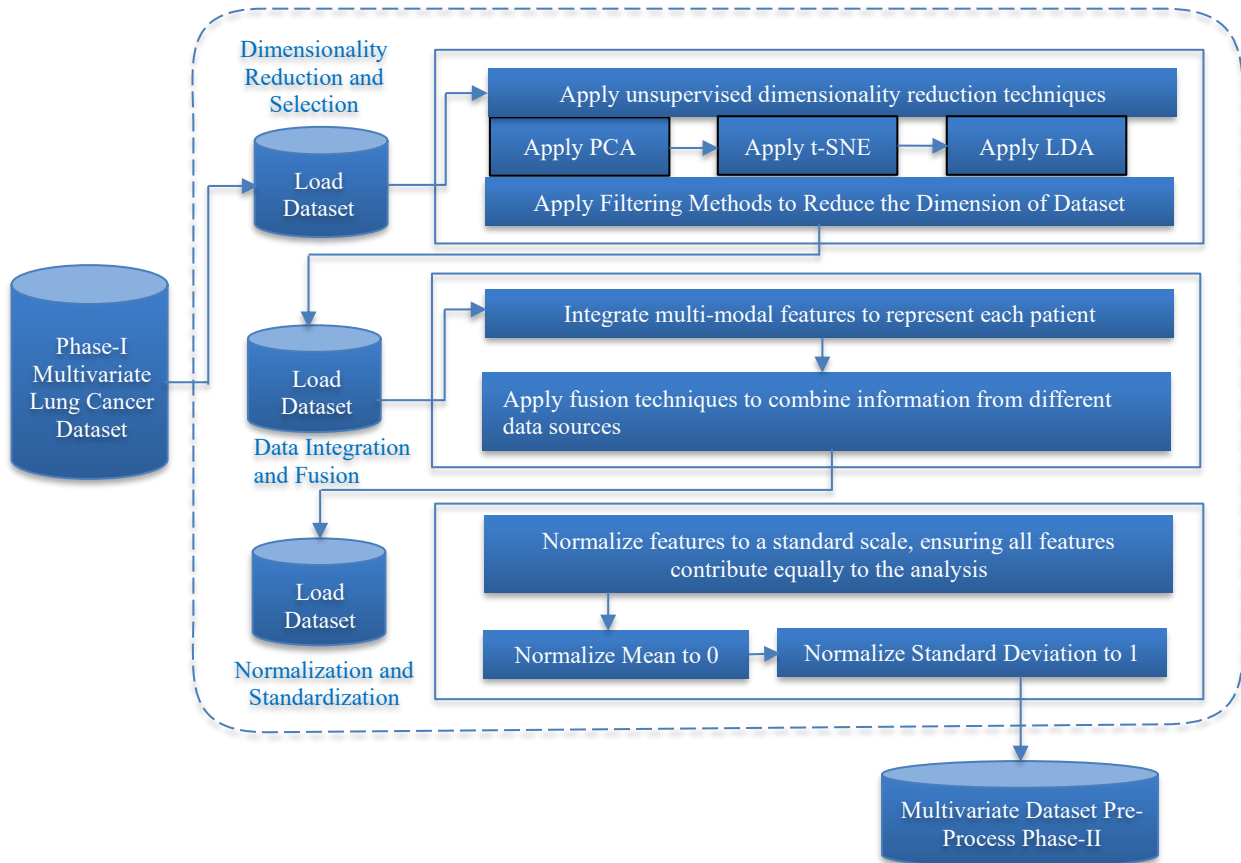 Dimensionality
Reduction and
Selection
Apply unsupervised dimensionality reduction techniques
Apply PCA
Apply t-SNE
Apply LDA
Load
Dataset
Apply Filtering Methods to Reduce the Dimension of Dataset
Phase-I
Multivariate
Lung Cancer
Dataset
Integrate multi-modal features to represent each patient
Load
Dataset
Apply fusion techniques to combine information from different
data sources
Data Integration
and Fusion
Normalize features to a standard scale, ensuring all features
contribute equally to the analysis
Load
Dataset
Normalize Mean to 0
Normalize Standard Deviation to 1
Normalization and
Standardization
Multivariate Dataset Pre-
Process Phase-II